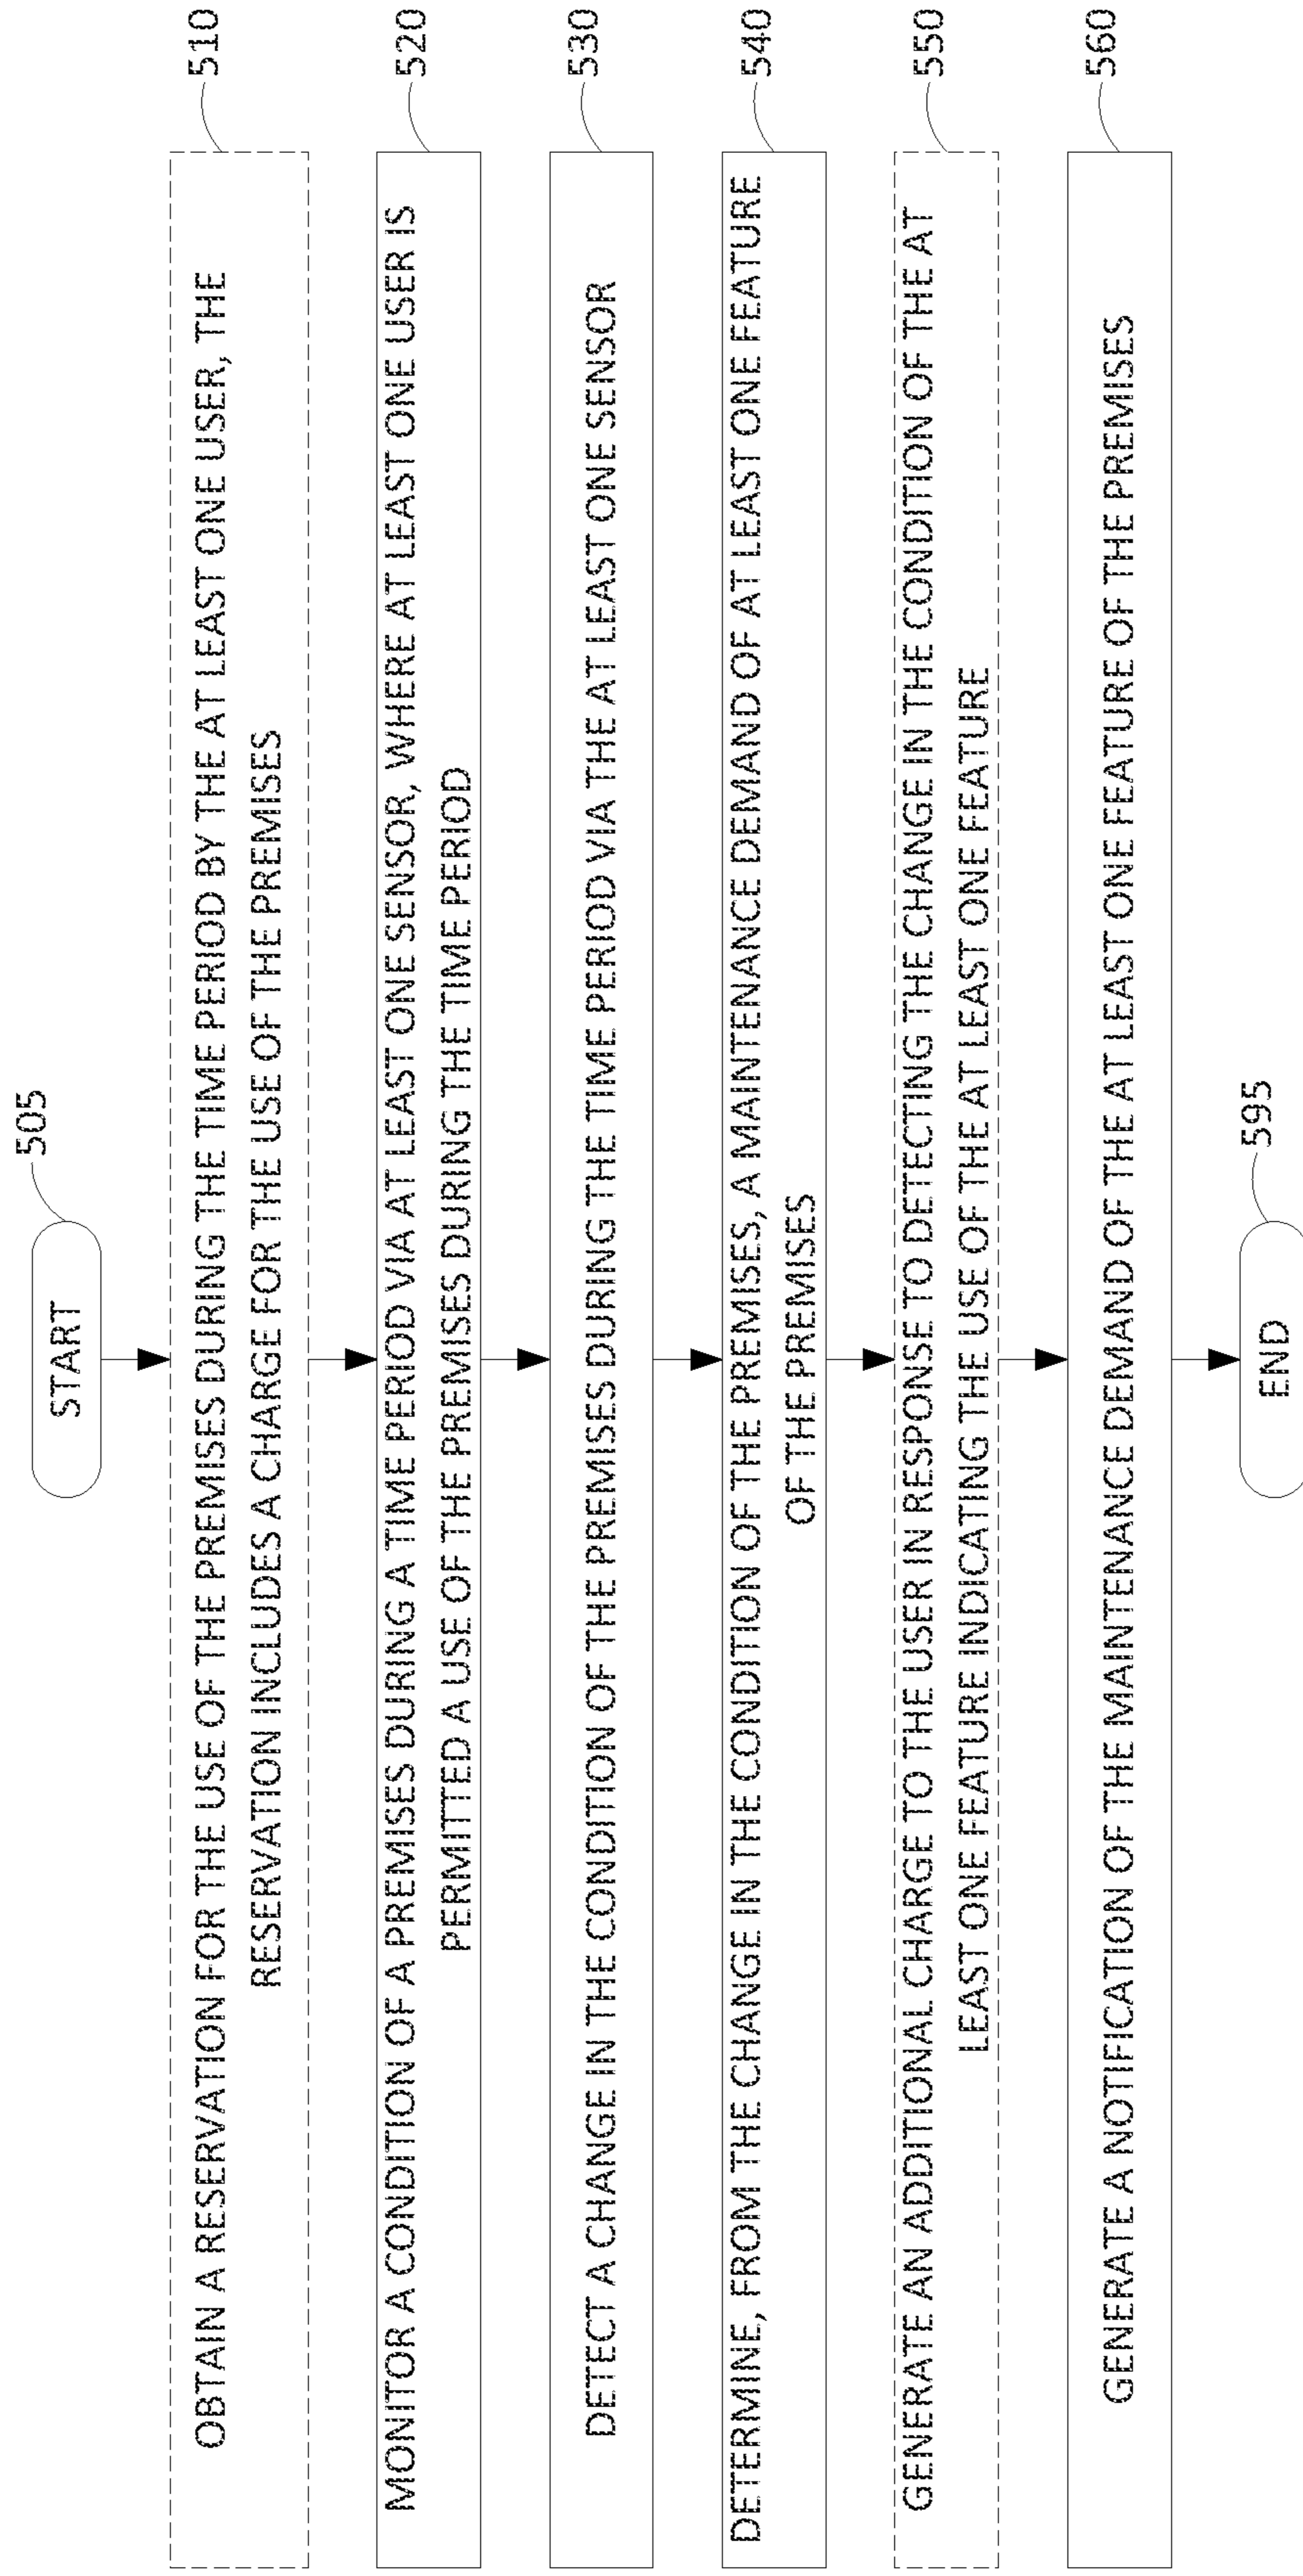 505
START
OBTAIN A RESERVATION FOR THE USE OF THE PREMISES DURING THE TIME PERIOD BY THE AT LEAST ONE USER, THE
RESERVATION INCLUDES A CHARGE FOR THE USE OF THE PREMISES
510
MONITOR A CONDITION OF A PREMISES DURING A TIME PERIOD VIA AT LEAST ONE SENSOR, WHERE AT LEAST ONE USER IS
PERMITTED A USE OF THE PREMISES DURING THE TIME PERIOD
520
DETECT A CHANGE IN THE CONDITION OF THE PREMISES DURING THE TIME PERIOD VIA THE AT LEAST ONE SENSOR
530
DETERMINE, FROM THE CHANGE IN THE CONDITION OF THE PREMISES, A MAINTENANCE DEMAND OF AT LEAST ONE FEATURE
OF THE PREMISES
540
GENERATE AN ADDITIONAL CHARGE TO THE USER IN RESPONSE TO DETECTING THE CHANGE IN THE CONDITION OF THE AT
LEAST ONE FEATURE INDICATING THE USE OF THE AT LEAST ONE FEATURE
550
GENERATE A NOTIFICATION OF THE MAINTENANCE DEMAND OF THE AT LEAST ONE FEATURE OF THE PREMISES
560
595
END